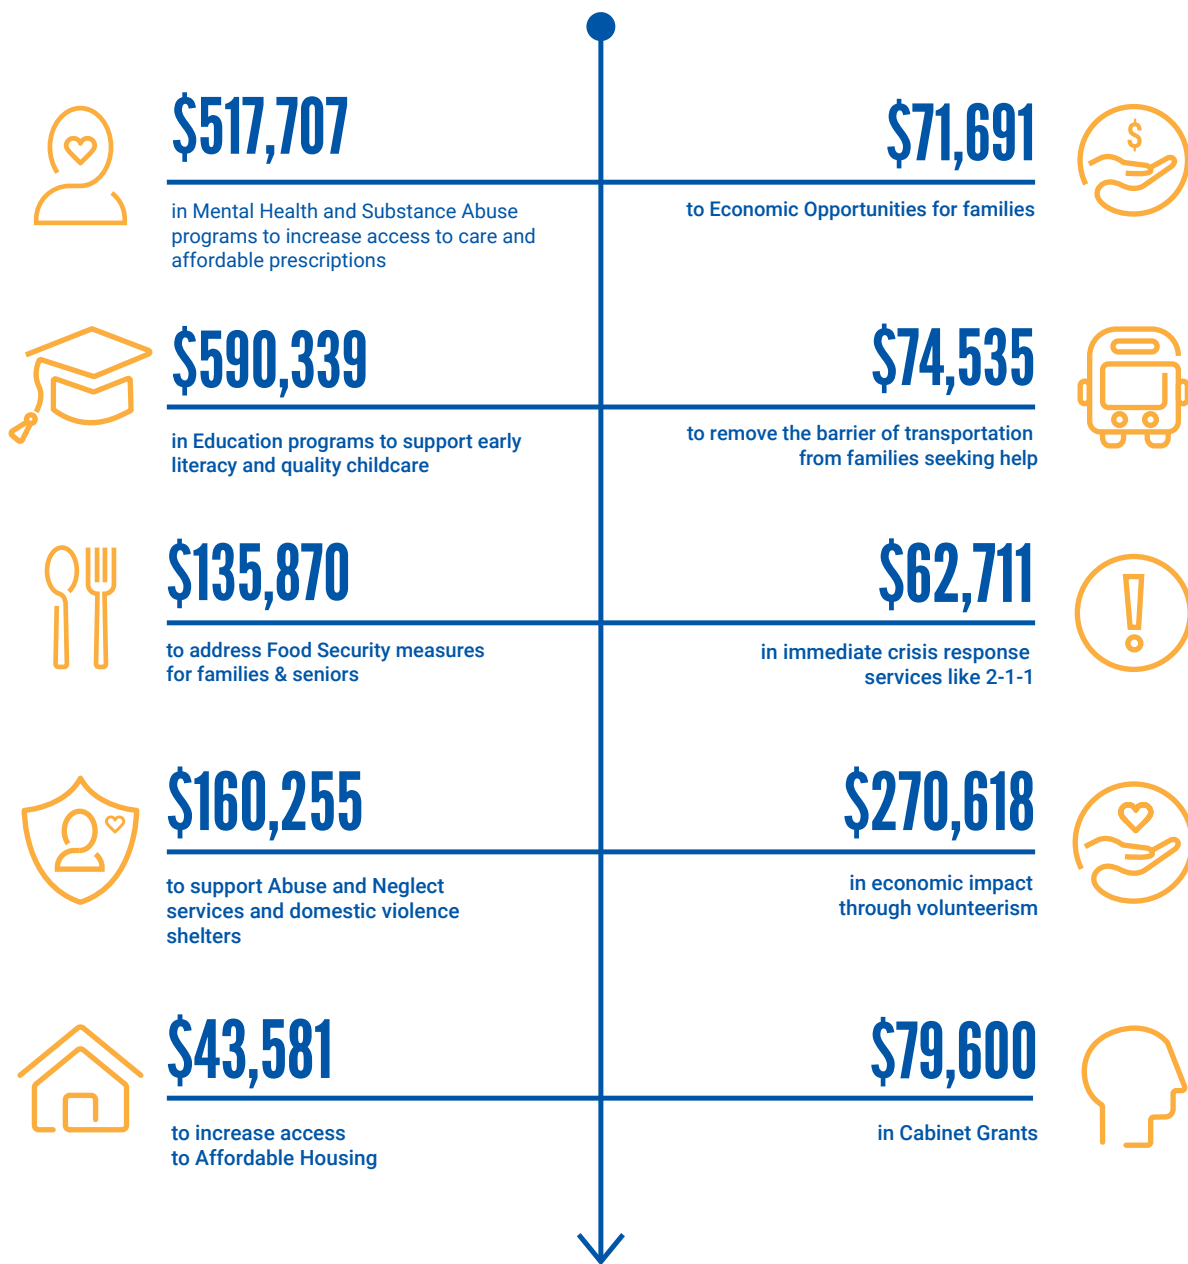 $517,707
in Mental Health and Substance Abuse
programs to increase access to care and
affordable prescriptions
$71,691
to Economic Opportunities for families
$590,339
in Education programs to support early
literacy and quality childcare
$74,535
to remove the barrier of transportation
from families seeking help
$135,870
to address Food Security measures
for families & seniors
$62,711
in immediate crisis response
services like 2-1-1
$160,255
to support Abuse and Neglect
services and domestic violence
shelters
$270,618
in economic impact
through volunteerism
$43,581
to increase access
to Affordable Housing
$79,600
in Cabinet Grants